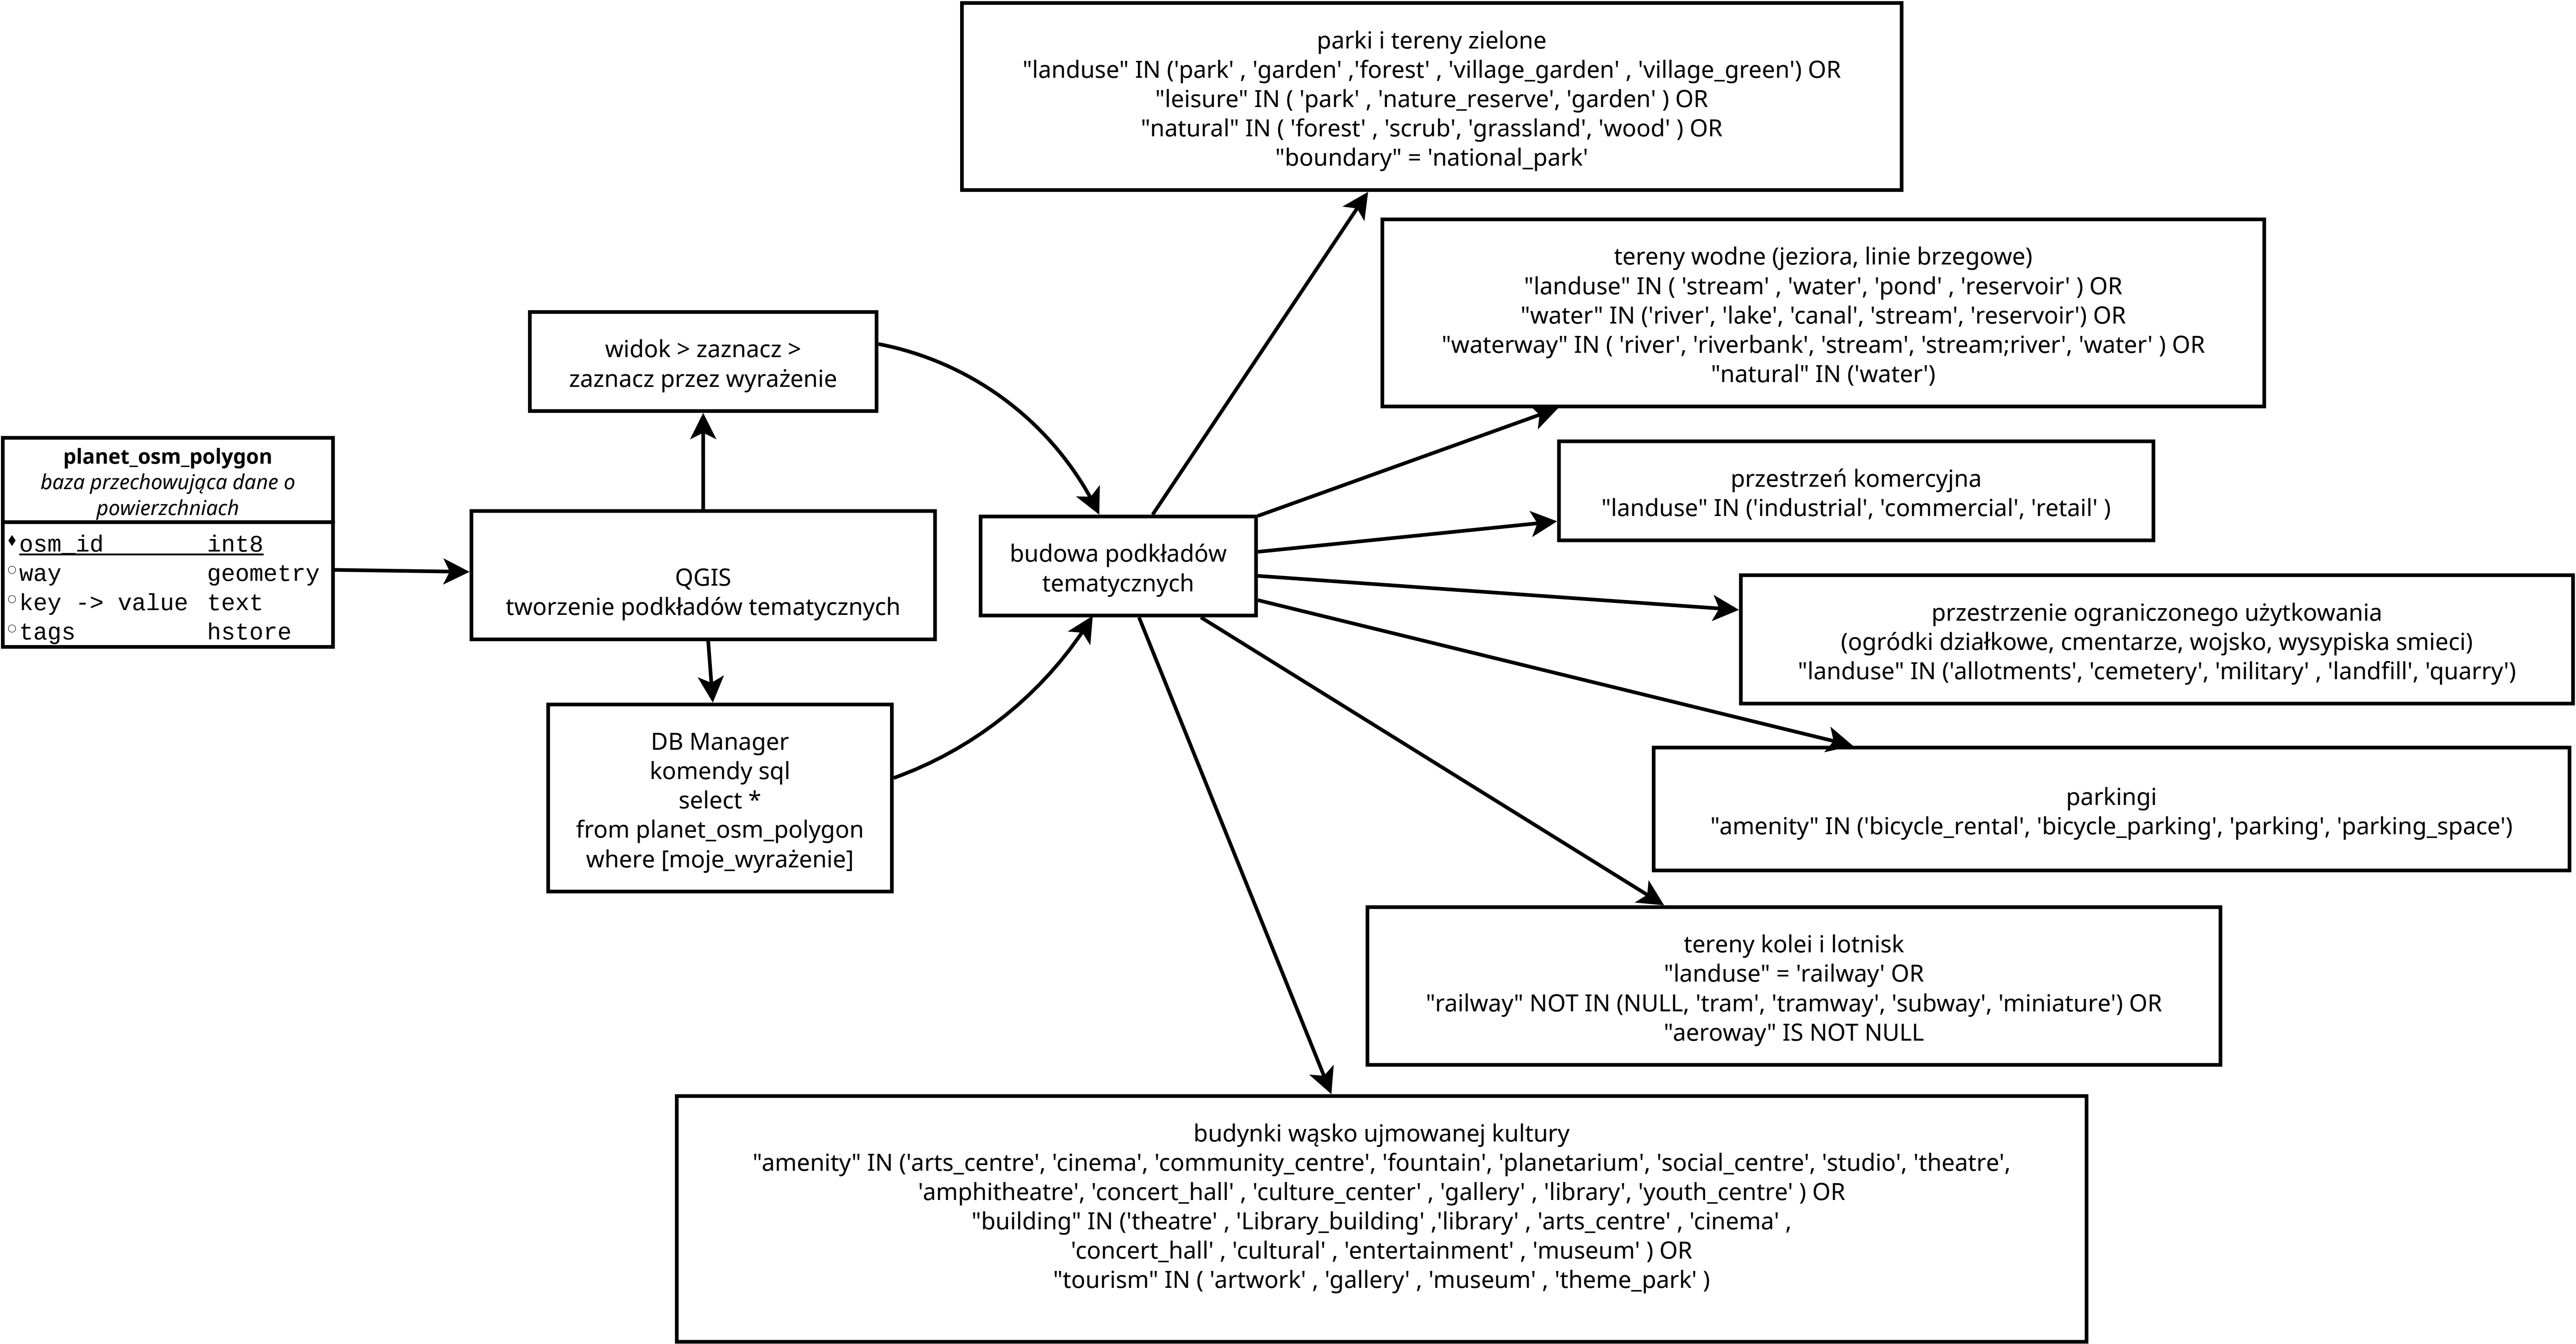 parki i tereny zielone
"landuse" IN ('park' , 'garden' ,'forest' , 'village_garden' , 'village_green') OR
"leisure" IN ( 'park' , 'nature_reserve', 'garden' ) OR
"natural" IN ( 'forest' , 'scrub', 'grassland', 'wood' ) OR
"boundary" = 'national_park'
tereny wodne (jeziora, linie brzegowe)
"landuse" IN ( 'stream' , 'water', 'pond' , 'reservoir' ) OR
"water" IN ('river', 'lake', 'canal', 'stream', 'reservoir') OR
"waterway" IN ( 'river', 'riverbank', 'stream', 'stream;river', 'water' ) OR
"natural" IN ('water')
widok > zaznacz >
zaznacz przez wyrażenie
planet_osm_polygon
baza przechowująca dane o
powierzchniach
osm_id int8
way geometry
key -> value text
tags hstore
QGIS
tworzenie podkładów tematycznych
DB Manager
komendy sql
select *
from planet_osm_polygon
where [moje_wyrażenie]
budowa podkładów
tematycznych
przestrzeń komercyjna
"landuse" IN ('industrial', 'commercial', 'retail' )
przestrzenie ograniczonego użytkowania
(ogródki działkowe, cmentarze, wojsko, wysypiska smieci)
"landuse" IN ('allotments', 'cemetery', 'military' , 'landfill', 'quarry')
parkingi
"amenity" IN ('bicycle_rental', 'bicycle_parking', 'parking', 'parking_space')
tereny kolei i lotnisk
"landuse" = 'railway' OR
"railway" NOT IN (NULL, 'tram', 'tramway', 'subway', 'miniature') OR
"aeroway" IS NOT NULL
budynki wąsko ujmowanej kultury
"amenity" IN ('arts_centre', 'cinema', 'community_centre', 'fountain', 'planetarium', 'social_centre', 'studio', 'theatre',
'amphitheatre', 'concert_hall' , 'culture_center' , 'gallery' , 'library', 'youth_centre' ) OR
"building" IN ('theatre' , 'Library_building' ,'library' , 'arts_centre' , 'cinema' ,
'concert_hall' , 'cultural' , 'entertainment' , 'museum' ) OR
"tourism" IN ( 'artwork' , 'gallery' , 'museum' , 'theme_park' )